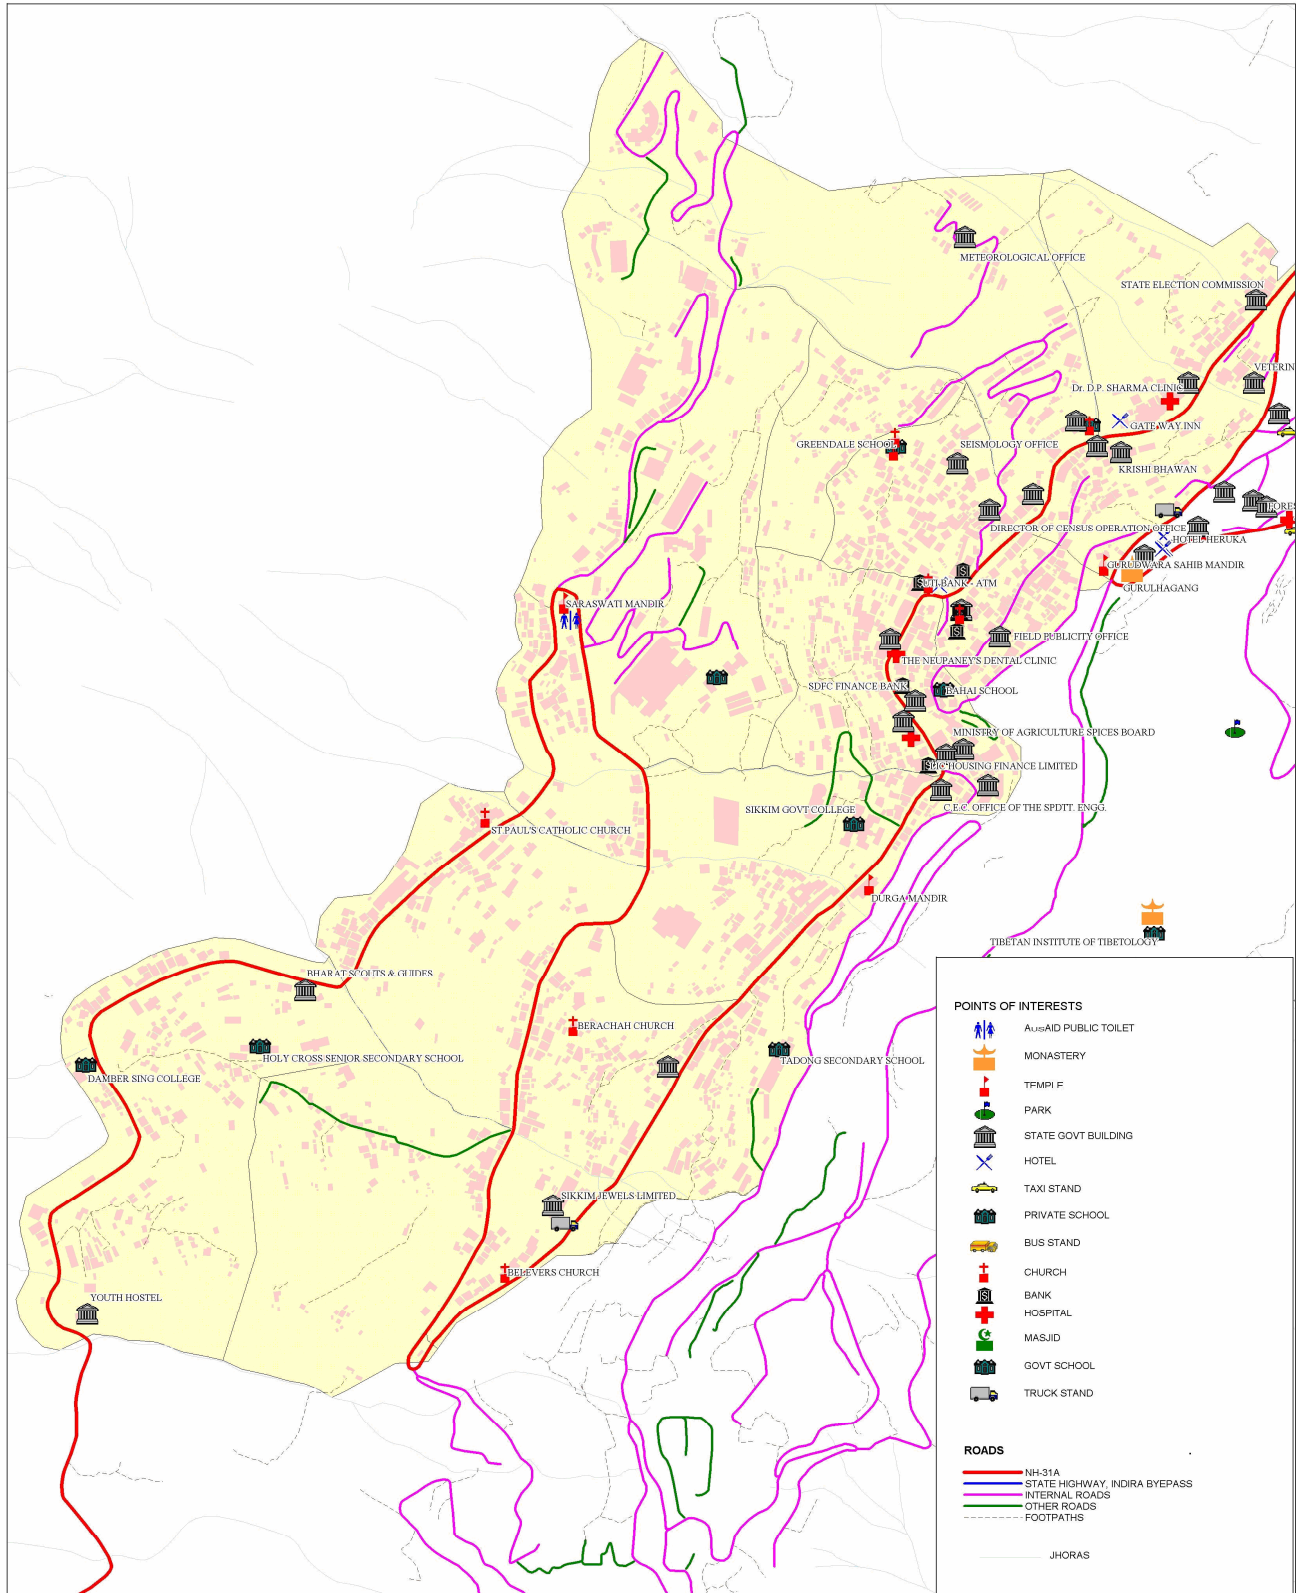 METEOROLOGICAL OFFICE
STATE ELECTION COMMISSION
VETERIN
Dr. D.P. SHARMA CLINIC
GATE WAY INN
GREENDALE SCHOOL
SEISMOLOGY OFFICE
KRISHI BHAWAN
FORES
DIRECTOR OF CENSUS OPERATION OFFICE
HOTEL HERUKA
GURUDWARA SAHIB MANDIR
UTI BANK - ATM
GURULHAGANG
SARASWATI MANDIR
FIELD PUBLICITY OFFICE
THE NEUPANEY'S DENTAL CLINIC
SDFC FINANCE BANK
BAHAI SCHOOL
MINISTRY OF AGRICULTURE SPICES BOARD
LIC HOUSING FINANCE LIMITED
SIKKIM GOVT COLLEGE
C.E.C. OFFICE OF THE SPDTT. ENGG.
ST.PAUL'S CATHOLIC CHURCH
DURGA MANDIR
TIBETAN INSTITUTE OF TIBETOLOGY
BHARAT SCOUTS & GUIDES
BERACHAH CHURCH
HOLY CROSS SENIOR SECONDARY SCHOOL
TADONG SECONDARY SCHOOL
DAMBER SING COLLEGE
SIKKIM JEWELS LIMITED
BELEVERS CHURCH
YOUTH HOSTEL
POINTS OF INTERESTS
AusAID PUBLIC TOILET
MONASTERY
TEMPLE
PARK
STATE GOVT BUILDING
HOTEL
TAXI STAND
PRIVATE SCHOOL
BUS STAND
CHURCH
BANK
HOSPITAL
MASJID
GOVT SCHOOL
TRUCK STAND
ROADS
NH-31A
STATE HIGHWAY, INDIRA BYEPASS
INTERNAL ROADS
OTHER ROADS
FOOTPATHS
JHORAS